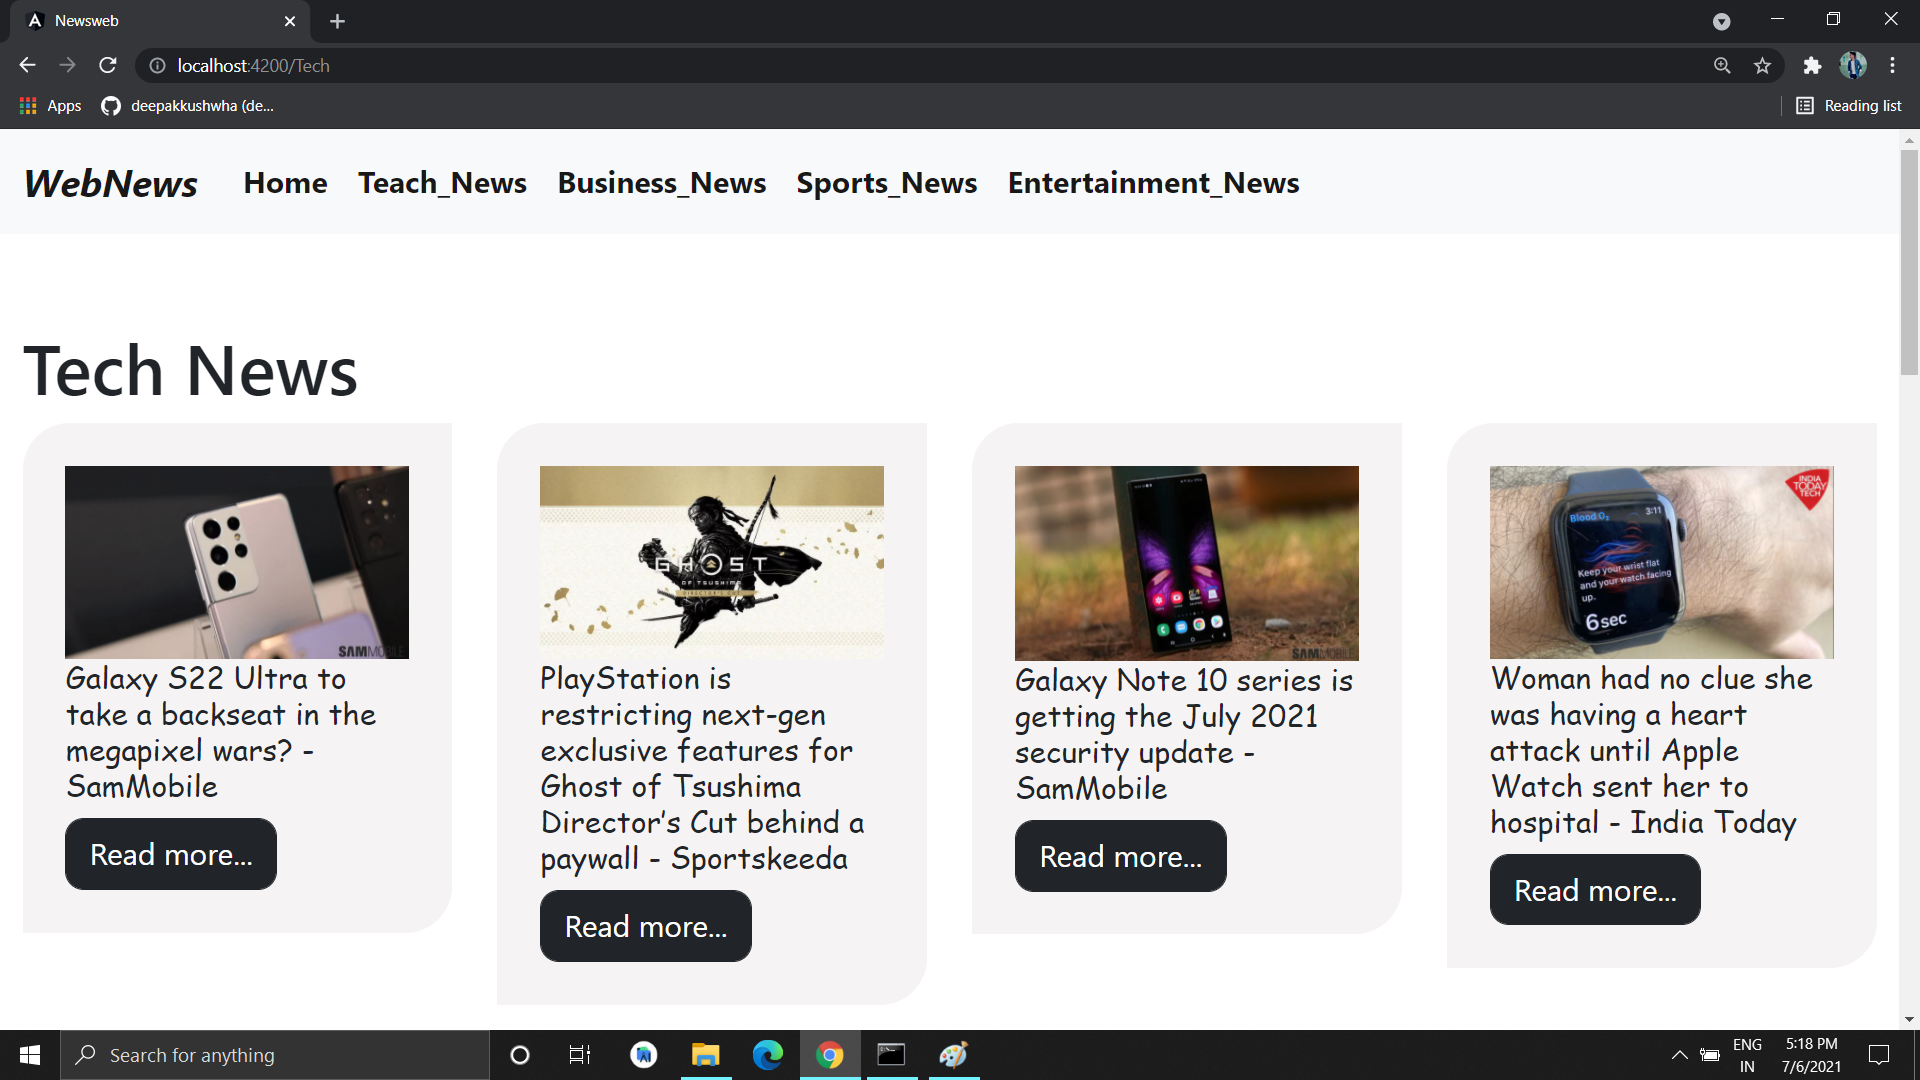 Newsweb
localhost:4200/Tech
Apps
deepakkushwha (de...
Reading list
WebNews
Home
Teach_News
Business_News
Sports_News
Entertainment_News
Tech News
SAMMOBILE
Galaxy S22 Ultra to
take a backseat in the
megapixel wars? -
SamMobile
Read more...
GHOST
OF TSUSHIMA
DIRECTOR'S CUT
PlayStation is
restricting next-gen
exclusive features for
Ghost of Tsushima
Director's Cut behind a
paywall - Sportskeeda
Read more...
SAMMOBILE
Galaxy Note 10 series is
getting the July 2021
security update -
SamMobile
Read more...
INDIA
TODAY
TECH
Blood O₂
3:11
Keep your wrist flat
and your watch facing
up.
6 sec
Woman had no clue she
was having a heart
attack until Apple
Watch sent her to
hospital - India Today
Read more...
Search for anything
ENG
IN
5:18 PM
7/6/2021